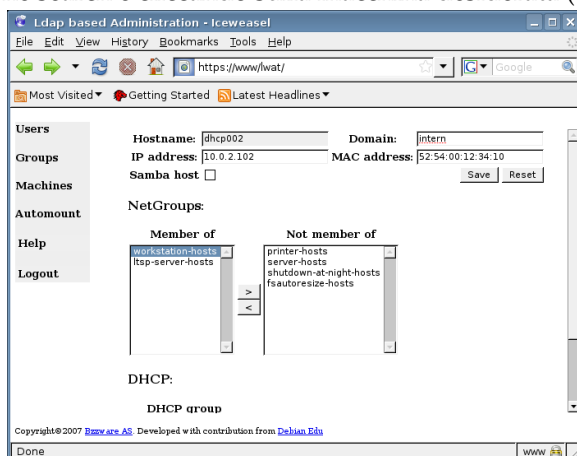 Ldap based Administration - Iceweasel
File Edit View History Bookmarks Tools Help
https://www/lwat/
G Google
Most Visited Getting Started Latest Headlines
Users
Groups
Machines
Automount
Help
Logout
Hostname: dhcp002 Domain: intern
IP address: 10.0.2.102 MAC address: 52:54:00:12:34:10
Samba host Save Reset
NetGroups:
Member of Not member of
workstation-hosts printer-hosts
ltsp-server-hosts server-hosts
shutdown-at-night-hosts
fsautoresize-hosts
>
<
DHCP:
DHCP group
Copyright©2007 Bzzware AS. Developed with contribution from Debian Edu
Done www